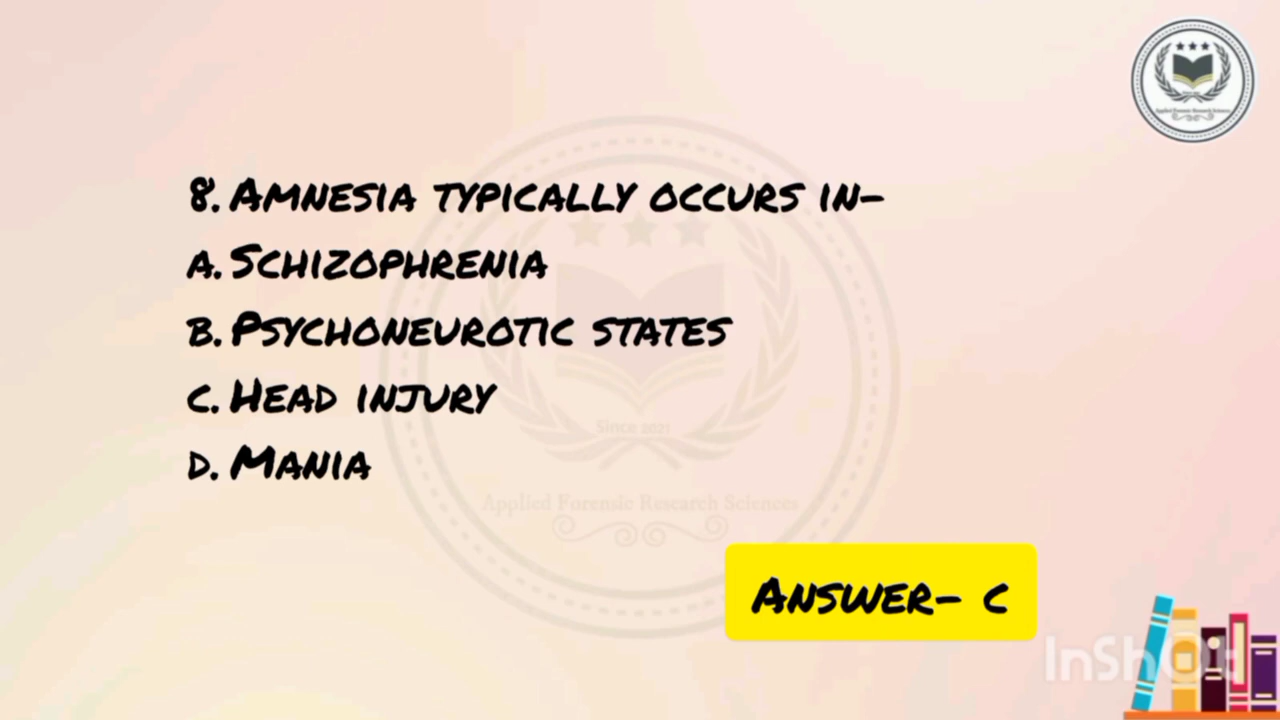 8. AMNESIA TYPICALLY OCCURS IN-
A. SCHIZOPHRENIA
B. PSYCHONEUROTIC STATES
C. HEAD INJURY
D. MANIA
Since 2021
Applied Forensic Research Sciences
ANSWER- C
InShOt